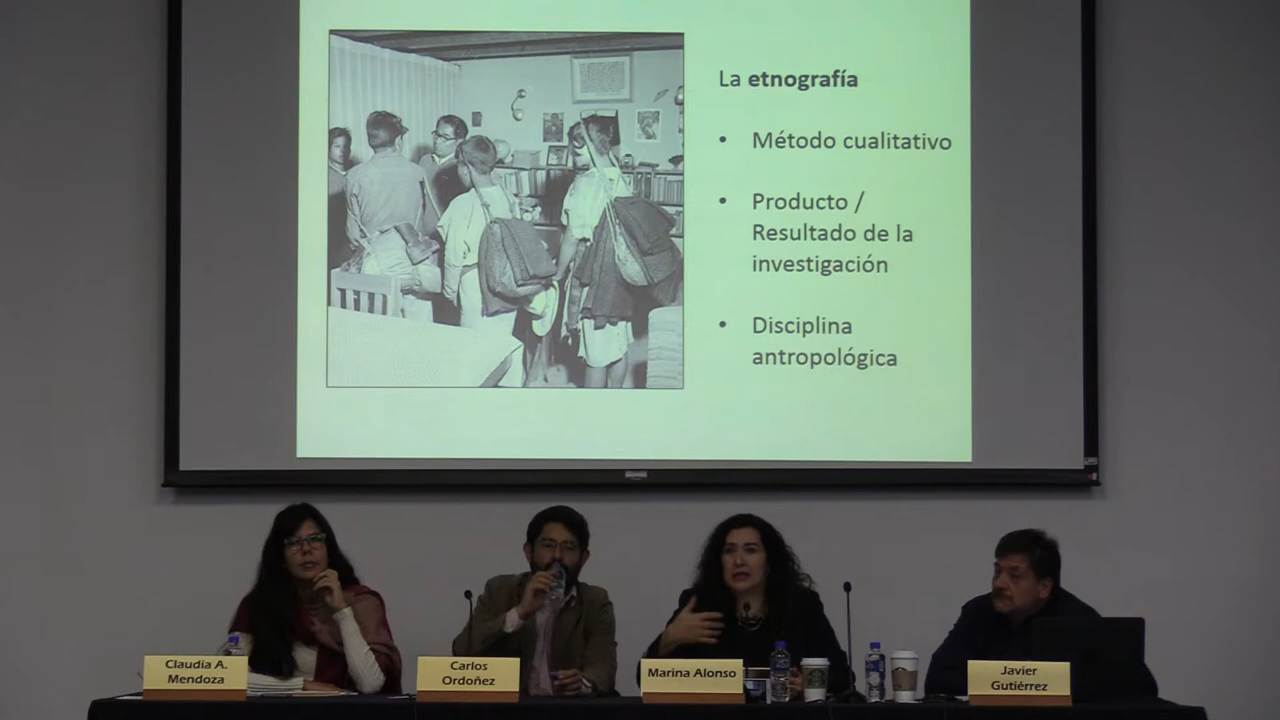 La etnografía
• Método cualitativo
• Producto /
Resultado de la
investigación
• Disciplina
antropológica
Claudia A.
Mendoza
Carlos
Ordoñez
Marina Alonso
Javier
Gutiérrez